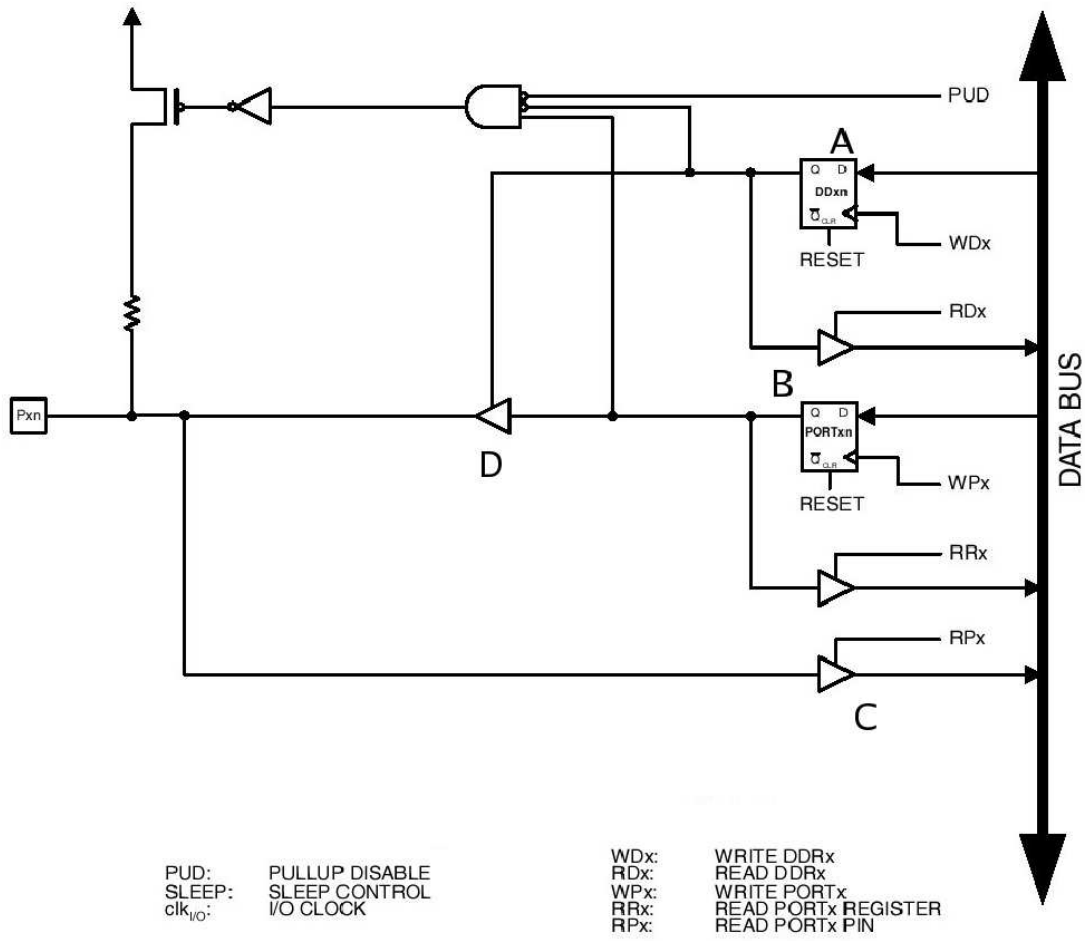 PUD
A
Q D
DDxn
Q CLR
WDx
RESET
RDx
B
Pxn
Q D
PORTxn
Q CLR
D
WPx
RESET
DATA BUS
RRx
RPx
C
PUD: PULLUP DISABLE
SLEEP: SLEEP CONTROL
clkI/O: I/O CLOCK
WDx: WRITE DDRx
RDx: READ DDRx
WPx: WRITE PORTx
RRx: READ PORTx REGISTER
RPx: READ PORTx PIN